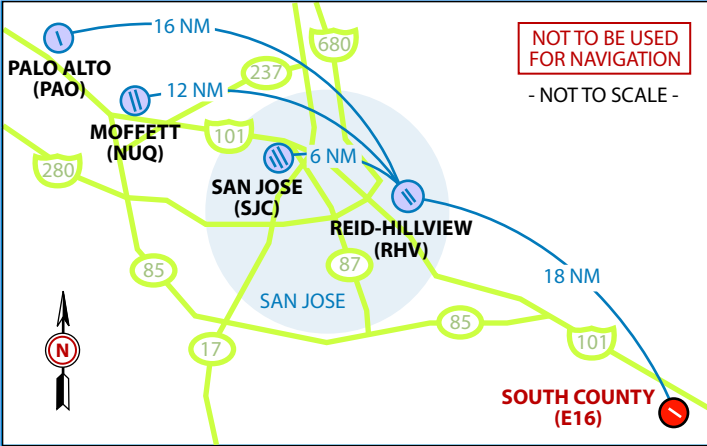 16 NM
NOT TO BE USED
FOR NAVIGATION
680
PALO ALTO
(PAO)
237
- NOT TO SCALE -
12 NM
MOFFETT
(NUQ)
101
6 NM
280
SAN JOSE
(SJC)
REID-HILLVIEW
(RHV)
85
87
18 NM
SAN JOSE
85
17
101
N
SOUTH COUNTY
(E16)